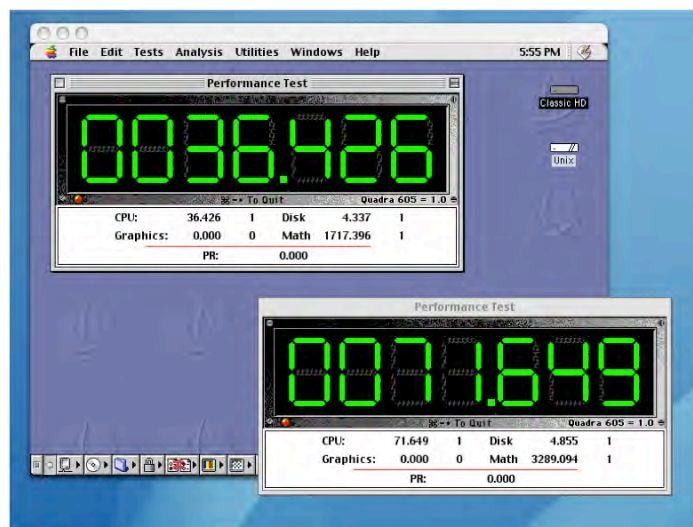 File Edit Tests Analysis Utilities Windows Help 5:55 PM
Performance Test
0036.426
⌘-. To Quit Quadra 605 = 1.0
CPU: 36.426 1 Disk 4.337 1
Graphics: 0.000 0 Math 1717.396 1
PR: 0.000
Classic HD
Unix
Performance Test
0071.649
⌘-. To Quit Quadra 605 = 1.0
CPU: 71.649 1 Disk 4.855 1
Graphics: 0.000 0 Math 3289.094 1
PR: 0.000